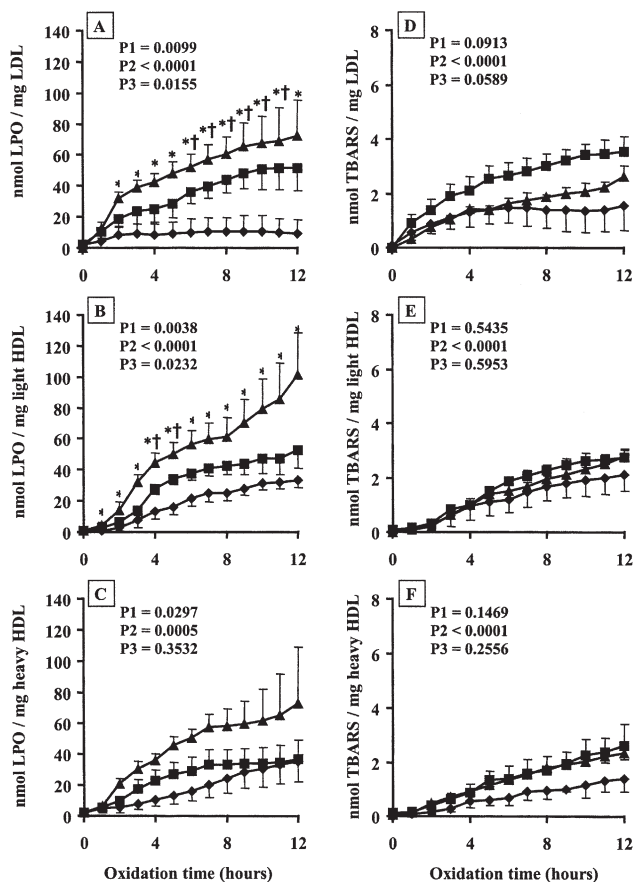 A
P1 = 0.0099
P2 < 0.0001
P3 = 0.0155
nmol LPO / mg LDL
140
120
100
80
60
40
20
0
* * * * *† *† *† *† *† *† *
0 4 8 12
D
P1 = 0.0913
P2 < 0.0001
P3 = 0.0589
nmol TBARS / mg LDL
8
6
4
2
0
0 4 8 12
B
P1 = 0.0038
P2 < 0.0001
P3 = 0.0232
nmol LPO / mg light HDL
140
120
100
80
60
40
20
0
* * * *† *† * * * * * * *
0 4 8 12
E
P1 = 0.5435
P2 < 0.0001
P3 = 0.5953
nmol TBARS / mg light HDL
8
6
4
2
0
0 4 8 12
C
P1 = 0.0297
P2 = 0.0005
P3 = 0.3532
nmol LPO / mg heavy HDL
140
120
100
80
60
40
20
0
0 4 8 12
Oxidation time (hours)
F
P1 = 0.1469
P2 < 0.0001
P3 = 0.2556
nmol TBARS / mg heavy HDL
8
6
4
2
0
0 4 8 12
Oxidation time (hours)